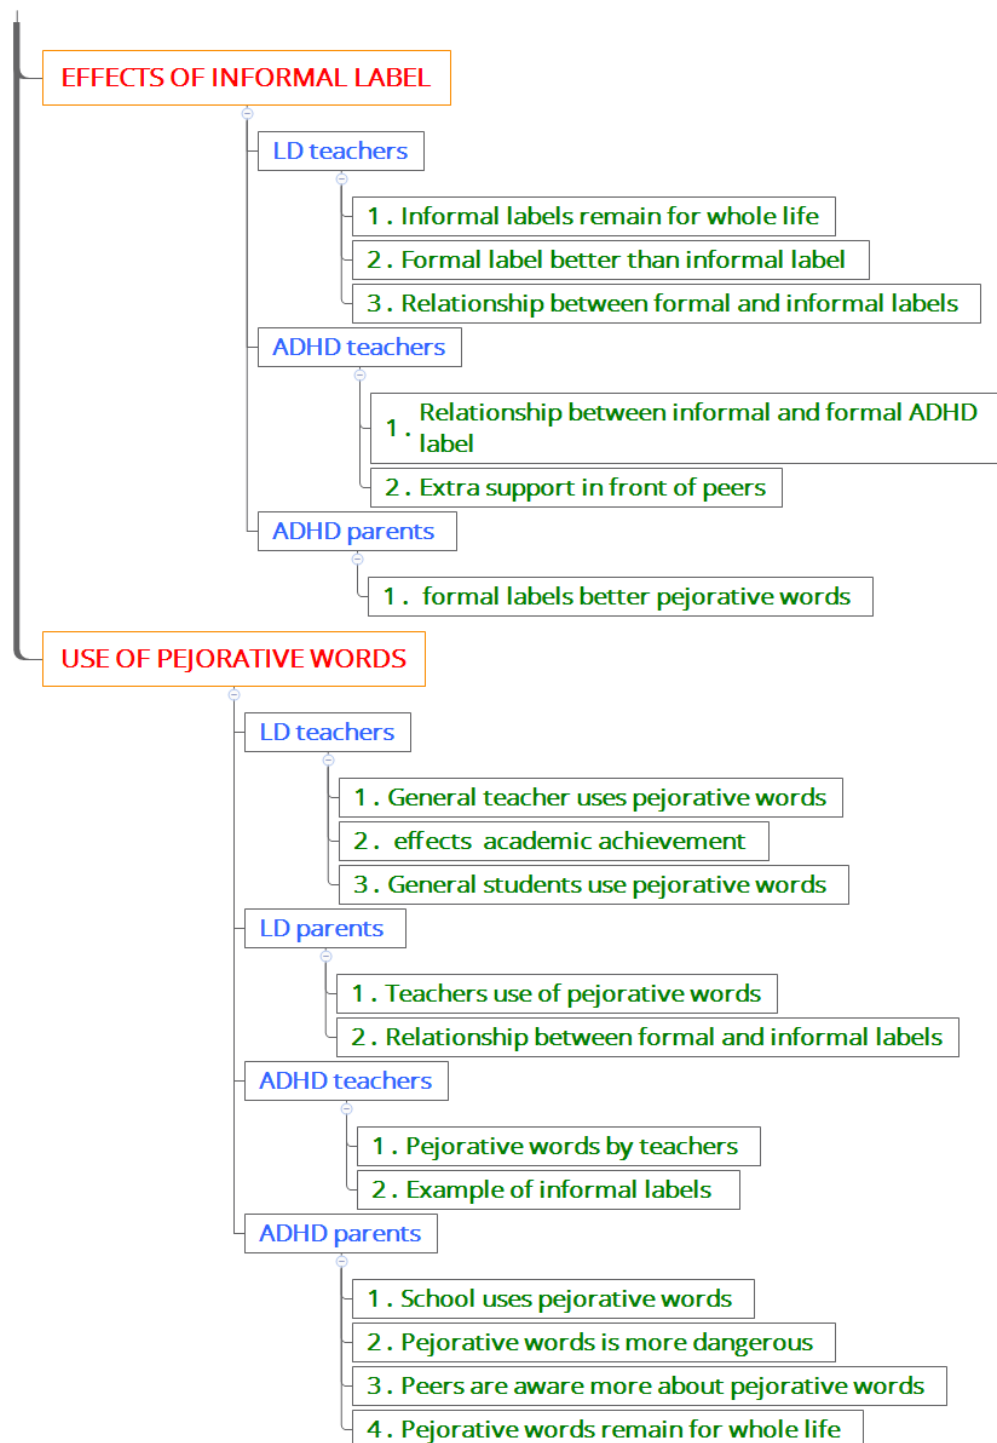 EFFECTS OF INFORMAL LABEL
LD teachers
1. Informal labels remain for whole life
2. Formal label better than informal label
3. Relationship between formal and informal labels
ADHD teachers
1. Relationship between informal and formal ADHD
label
2. Extra support in front of peers
ADHD parents
1. formal labels better pejorative words
USE OF PEJORATIVE WORDS
LD teachers
1. General teacher uses pejorative words
2. effects academic achievement
3. General students use pejorative words
LD parents
1. Teachers use of pejorative words
2. Relationship between formal and informal labels
ADHD teachers
1. Pejorative words by teachers
2. Example of informal labels
ADHD parents
1. School uses pejorative words
2. Pejorative words is more dangerous
3. Peers are aware more about pejorative words
4. Pejorative words remain for whole life